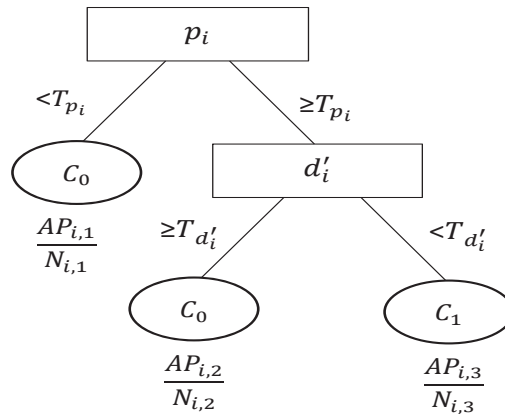 p_i
<T_{p_i}
≥T_{p_i}
C_0
d'_i
AP_{i,1}
N_{i,1}
≥T_{d'_i}
<T_{d'_i}
C_0
C_1
AP_{i,2}
N_{i,2}
AP_{i,3}
N_{i,3}